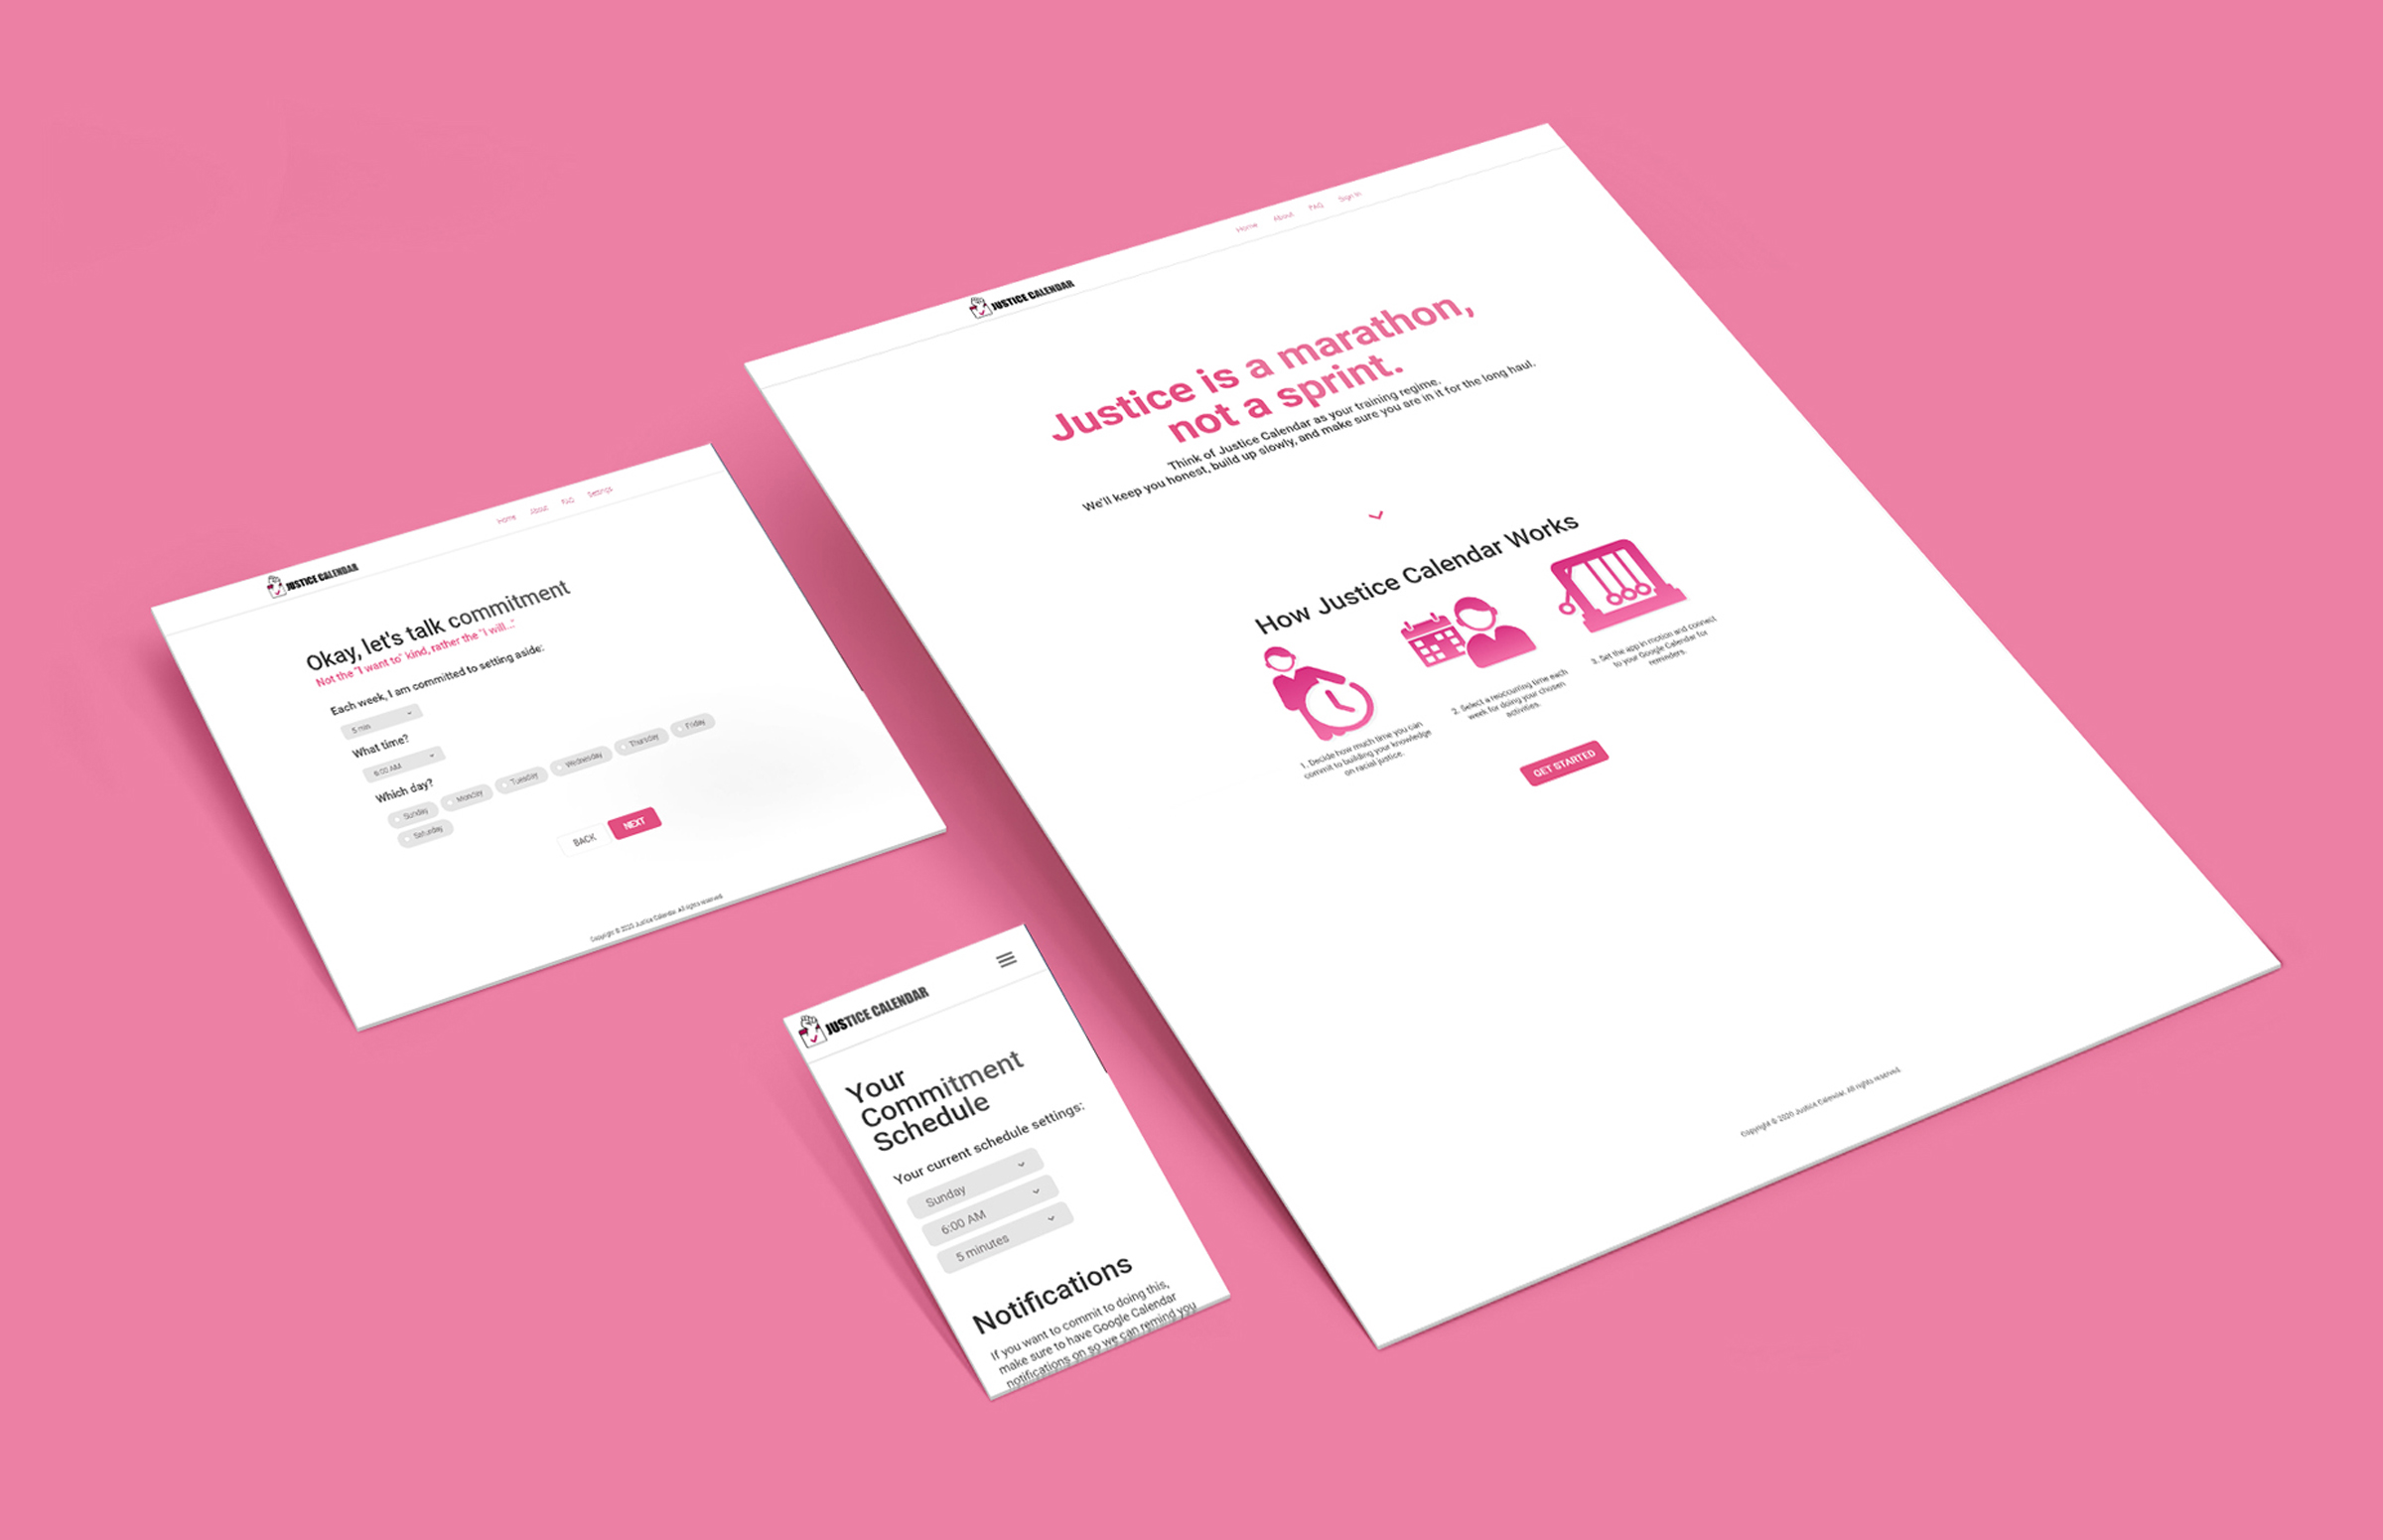 JUSTICE CALENDAR
Home About FAQ Settings
Okay, let's talk commitment
Not the "I want to" kind, rather the "I will..."
Each week, I am committed to setting aside:
5 min
What time?
6:00 AM
Which day?
Sunday Monday Tuesday Wednesday Thursday Friday
Saturday
BACK NEXT
Copyright © 2020 Justice Calendar. All rights reserved.
JUSTICE CALENDAR
Home About FAQ Sign In
Justice is a marathon,
not a sprint.
Think of Justice Calendar as your training regime.
We'll keep you honest, build up slowly, and make sure you are in it for the long haul.
How Justice Calendar Works
1. Decide how much time you can
commit to building your knowledge
on racial justice.
2. Select a reoccurring time each
week for doing your chosen
activities.
3. Set the app in motion and connect
to your Google Calendar for
reminders.
GET STARTED
Copyright © 2020 Justice Calendar. All rights reserved.
JUSTICE CALENDAR
Your
Commitment
Schedule
Your current schedule settings:
Sunday
6:00 AM
5 minutes
Notifications
If you want to commit to doing this,
make sure to have Google Calendar
notifications on so we can remind you